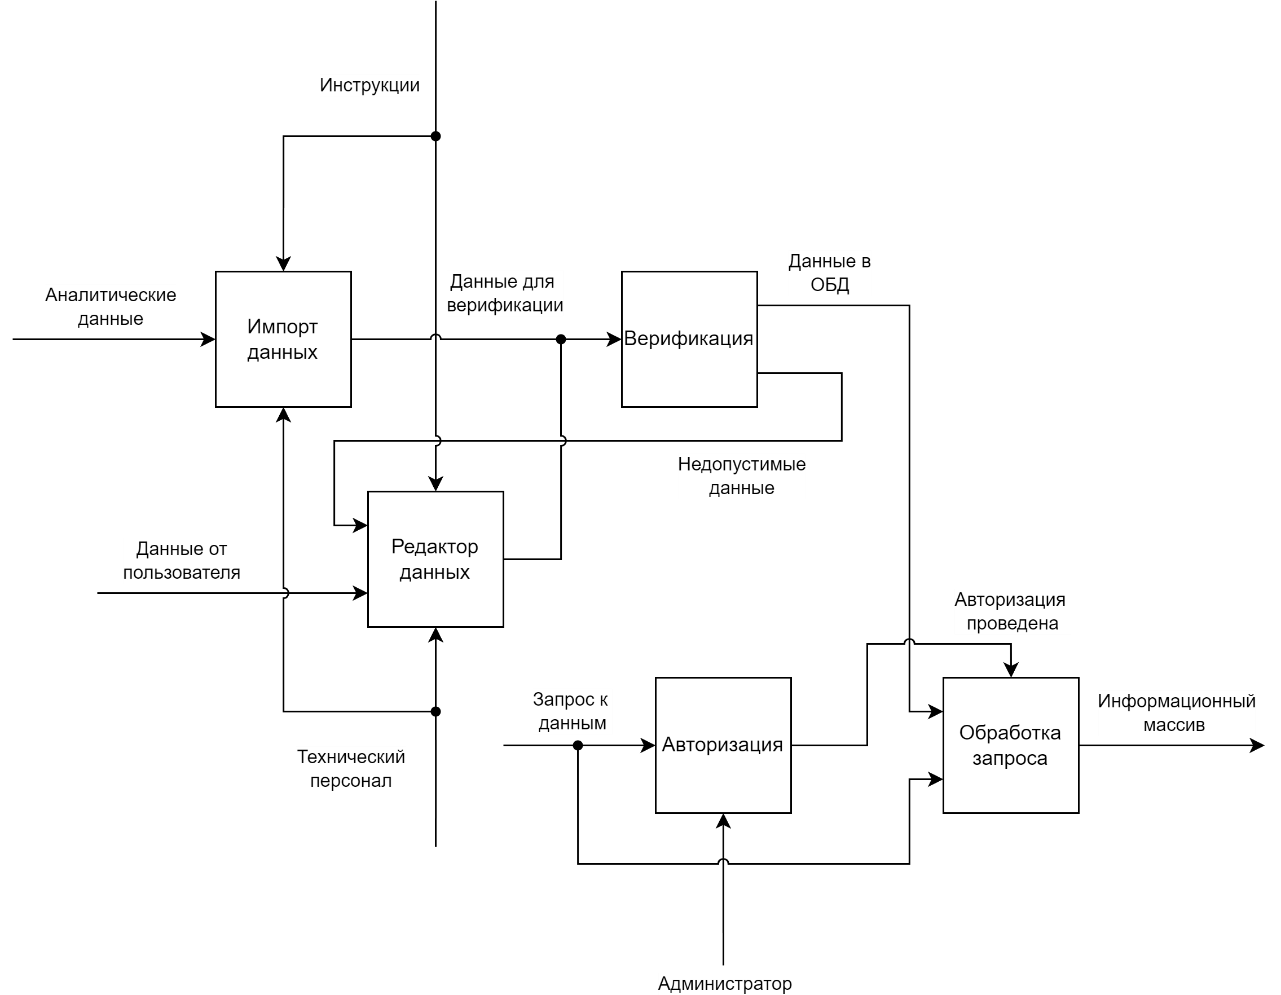 Инструкции
Аналитические
данные
Импорт
данных
Данные для
верификации
Верификация
Данные в
ОБД
Недопустимые
данные
Данные от
пользователя
Редактор
данных
Технический
персонал
Запрос к
данным
Авторизация
Авторизация
проведена
Обработка
запроса
Информационный
массив
Администратор